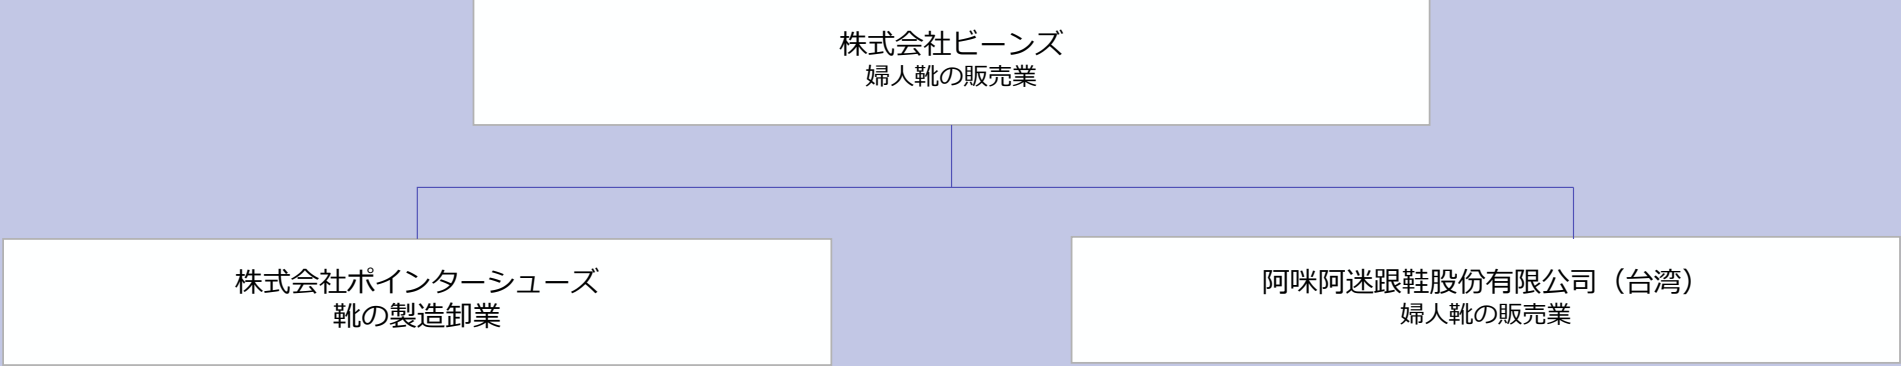 株式会社ビーンズ
婦人靴の販売業
株式会社ポインターシューズ
靴の製造卸業
阿咪阿迷跟鞋股份有限公司（台湾）
婦人靴の販売業